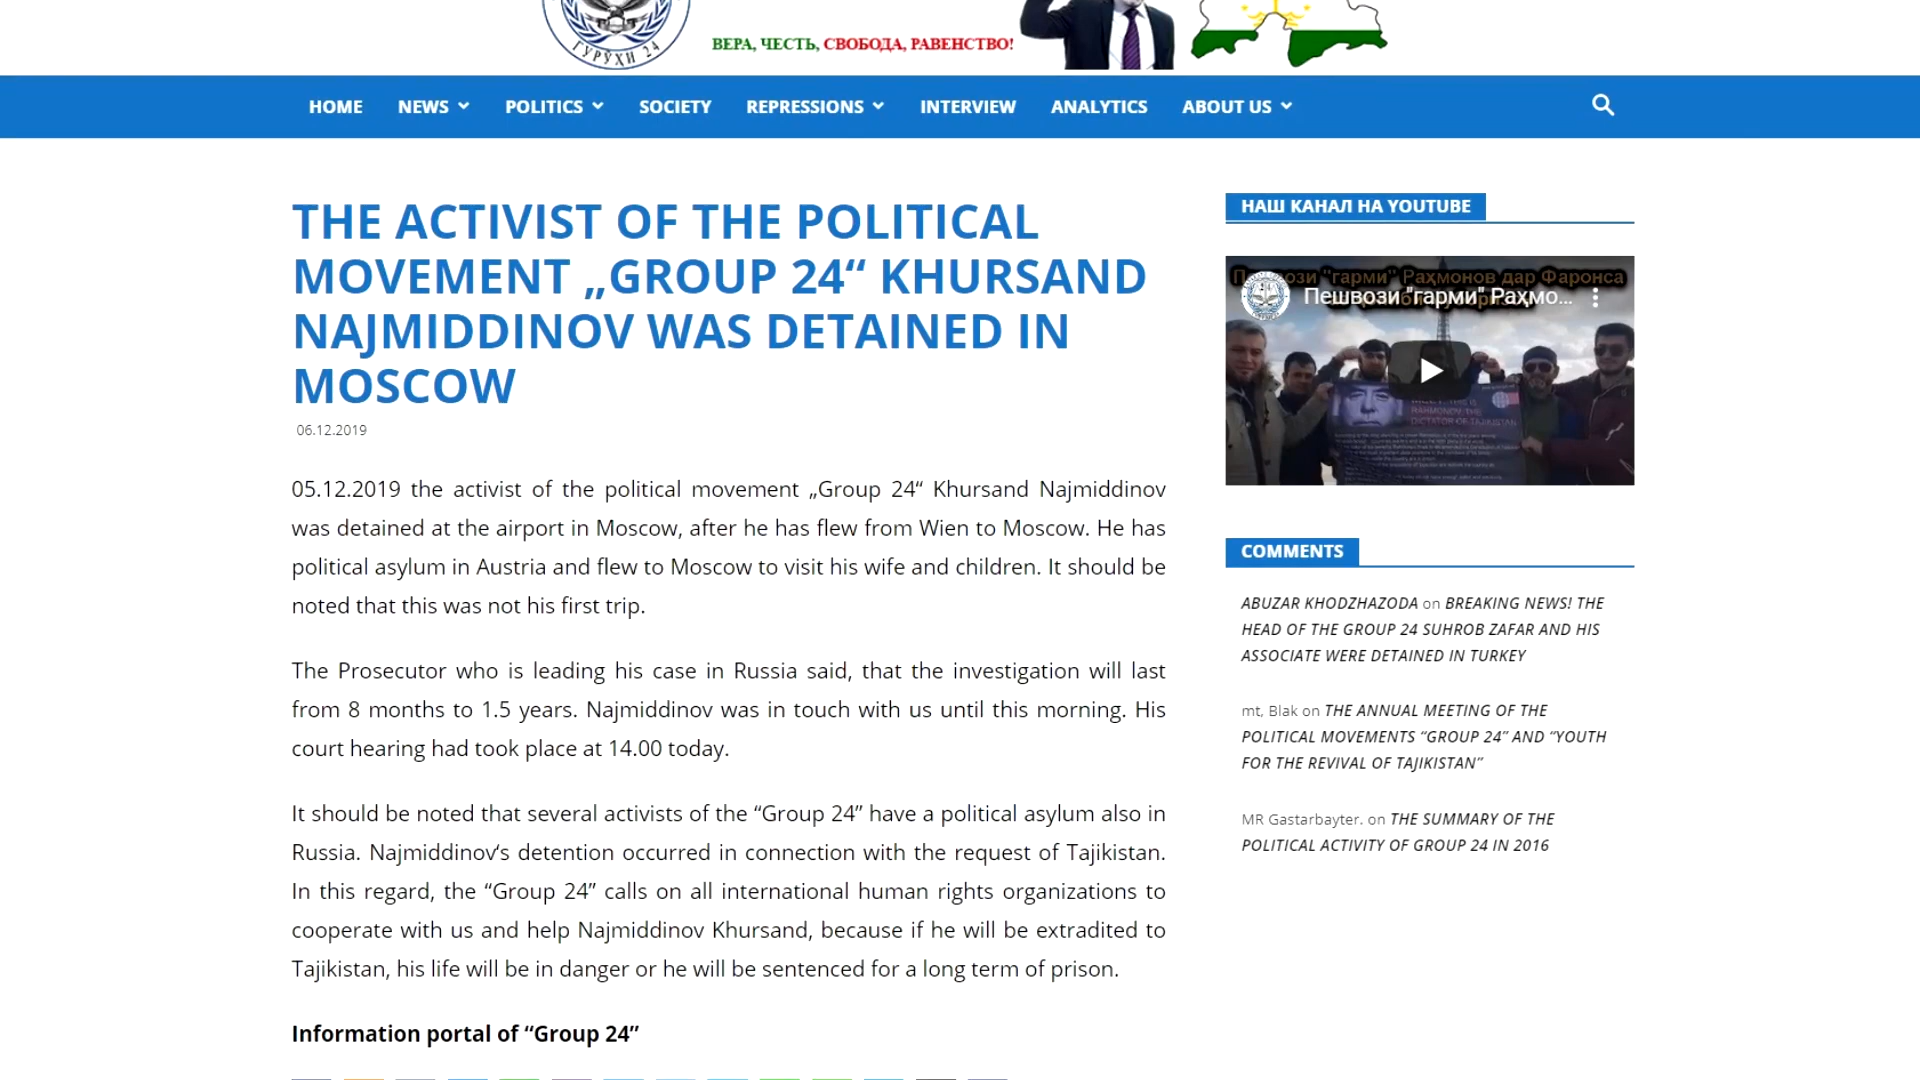 ГУРӮҲИ 24
ВЕРА, ЧЕСТЬ, СВОБОДА, РАВЕНСТВО!
HOME NEWS POLITICS SOCIETY REPRESSIONS INTERVIEW ANALYTICS ABOUT US
THE ACTIVIST OF THE POLITICAL
MOVEMENT „GROUP 24“ KHURSAND
NAJMIDDINOV WAS DETAINED IN
MOSCOW
06.12.2019
05.12.2019 the activist of the political movement „Group 24“ Khursand Najmiddinov
was detained at the airport in Moscow, after he has flew from Wien to Moscow. He has
political asylum in Austria and flew to Moscow to visit his wife and children. It should be
noted that this was not his first trip.
The Prosecutor who is leading his case in Russia said, that the investigation will last
from 8 months to 1.5 years. Najmiddinov was in touch with us until this morning. His
court hearing had took place at 14.00 today.
It should be noted that several activists of the “Group 24” have a political asylum also in
Russia. Najmiddinov‘s detention occurred in connection with the request of Tajikistan.
In this regard, the “Group 24” calls on all international human rights organizations to
cooperate with us and help Najmiddinov Khursand, because if he will be extradited to
Tajikistan, his life will be in danger or he will be sentenced for a long term of prison.
Information portal of “Group 24”
НАШ КАНАЛ НА YOUTUBE
"гарми" Раҳмонов дар Фаронса
Пешвози "гарми" Раҳмо...
RAHMONOV THE
DICTATOR OF TAJIKISTAN
COMMENTS
ABUZAR KHODZHAZODA on BREAKING NEWS! THE
HEAD OF THE GROUP 24 SUHROB ZAFAR AND HIS
ASSOCIATE WERE DETAINED IN TURKEY
mt, Blak on THE ANNUAL MEETING OF THE
POLITICAL MOVEMENTS “GROUP 24” AND “YOUTH
FOR THE REVIVAL OF TAJIKISTAN”
MR Gastarbayter. on THE SUMMARY OF THE
POLITICAL ACTIVITY OF GROUP 24 IN 2016